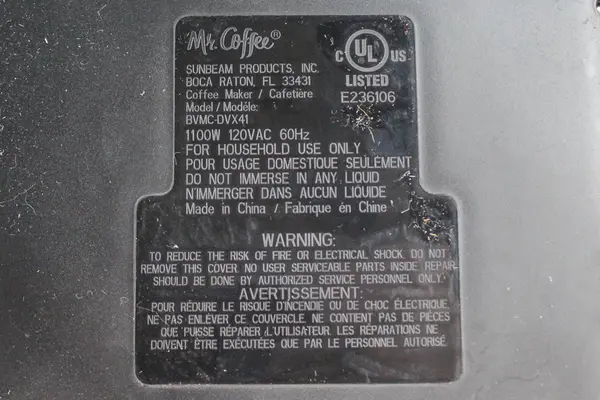 Mr. Coffee®
C UL US
LISTED
E236106
SUNBEAM PRODUCTS, INC.
BOCA RATON, FL 33431
Coffee Maker / Cafetière
Model / Modéle:
BVMC-DVX41
1100W 120VAC 60Hz
FOR HOUSEHOLD USE ONLY
POUR USAGE DOMESTIQUE SEULEMENT
DO NOT IMMERSE IN ANY LIQUID
N'IMMERGER DANS AUCUN LIQUIDE
Made in China / Fabrique én Chine
WARNING:
TO REDUCE THE RISK OF FIRE OR ELECTRICAL SHOCK, DO NOT
REMOVE THIS COVER. NO USER SERVICEABLE PARTS INSIDE. REPAIR
SHOULD BE DONE BY AUTHORIZED SERVICE PERSONNEL ONLY.
AVERTISSEMENT:
POUR RÉDUIRE LE RISQUE D'INCENDIE OU DE CHOC ÉLECTRIQUE,
NE PAS ENLEVER CE COUVERCLE. NE CONTIENT PAS DE PIÈCES
QUE PUISSE RÉPARER L'UTILISATEUR. LES RÉPARATIONS NE
DOIVENT ÊTRE EXÉCUTÉES QUE PAR LE PERSONNEL AUTORISÉ.